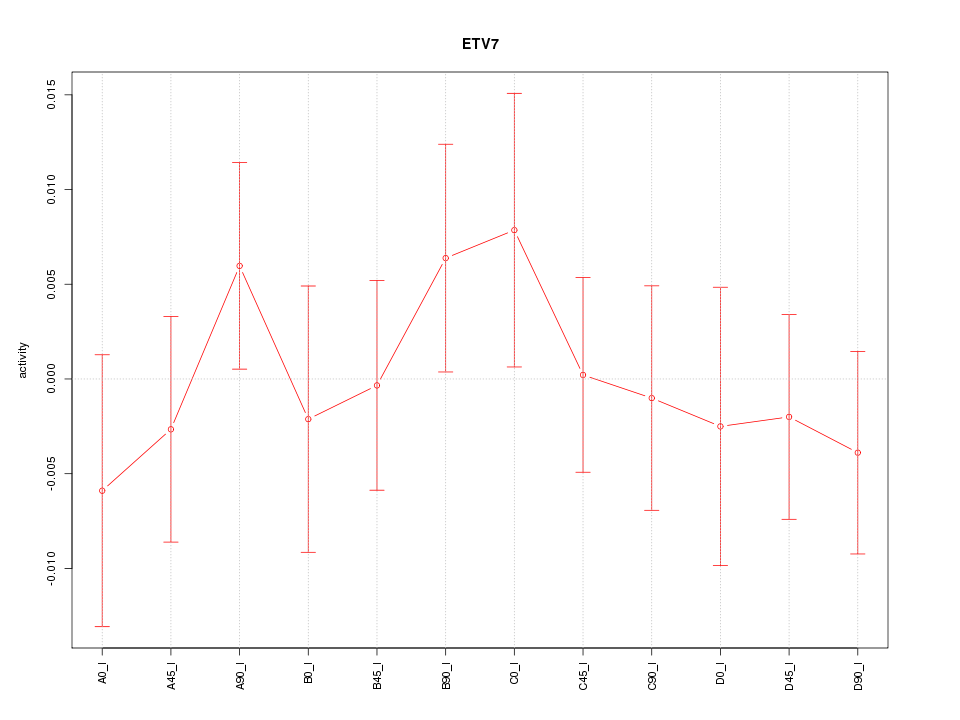 ETV7
0.015
0.010
0.005
0.000
-0.005
-0.010
activity
A0_I
A45_I
A90_I
B0_I
B45_I
B90_I
C0_I
C45_I
C90_I
D0_I
D45_I
D90_I